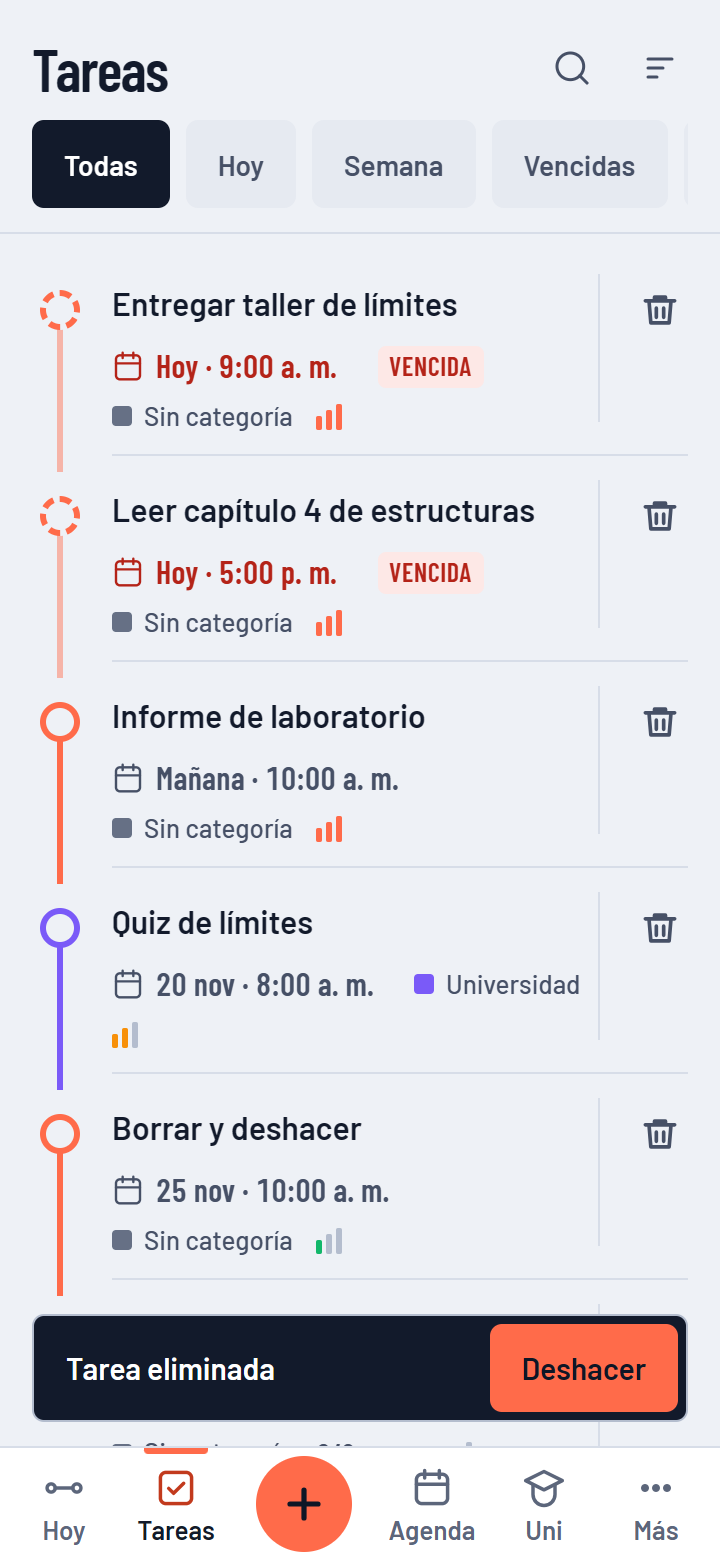 Tareas
Todas Hoy Semana Vencidas
Entregar taller de límites
Hoy · 9:00 a. m. VENCIDA
Sin categoría
Leer capítulo 4 de estructuras
Hoy · 5:00 p. m. VENCIDA
Sin categoría
Informe de laboratorio
Mañana · 10:00 a. m.
Sin categoría
Quiz de límites
20 nov · 8:00 a. m. Universidad
Borrar y deshacer
25 nov · 10:00 a. m.
Sin categoría
Tarea eliminada Deshacer
Hoy Tareas Agenda Uni Más